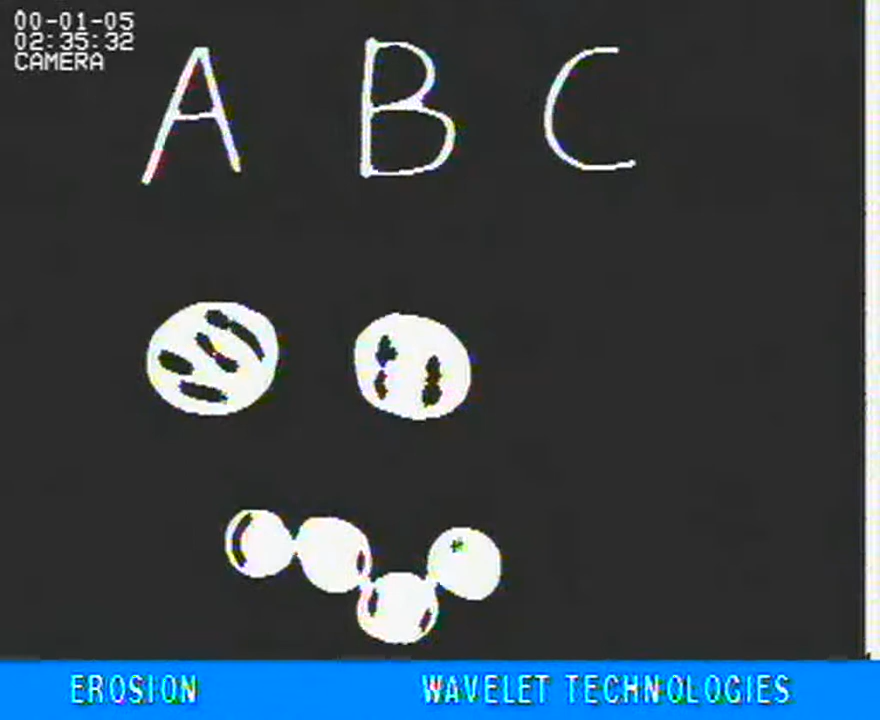 00-01-05
02:35:32
CAMERA
A B C
EROSION WAVELET TECHNOLOGIES